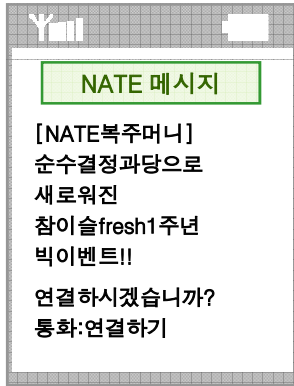 NATE 메시지
[NATE복주머니]
순수결정과당으로
새로워진
참이슬fresh1주년
빅이벤트!!
연결하시겠습니까?
통화:연결하기